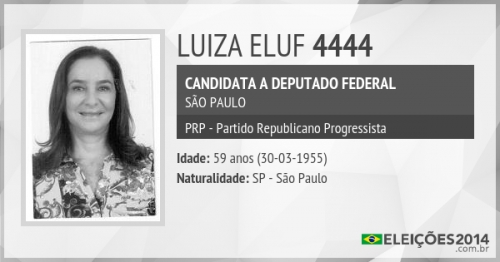 LUIZA ELUF 4444
CANDIDATA A DEPUTADO FEDERAL
SÃO PAULO
PRP - Partido Republicano Progressista
Idade: 59 anos (30-03-1955)
Naturalidade: SP - São Paulo
ELEIÇÕES2014
.com.br